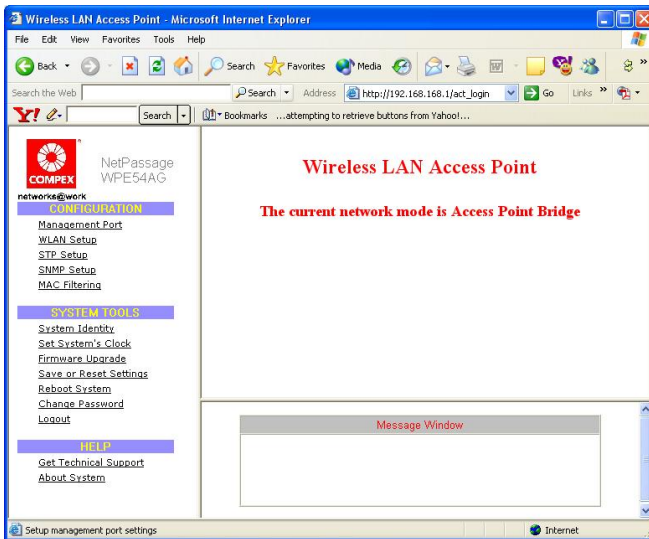 Wireless LAN Access Point - Microsoft Internet Explorer
File Edit View Favorites Tools Help
Back Search Favorites Media
Search the Web Search Address http://192.168.168.1/act_login Go Links »
Y! Search Bookmarks ...attempting to retrieve buttons from Yahoo!...
COMPEX
NetPassage
WPE54AG
networks@work
CONFIGURATION
Management Port
WLAN Setup
STP Setup
SNMP Setup
MAC Filtering
SYSTEM TOOLS
System Identity
Set System's Clock
Firmware Upgrade
Save or Reset Settings
Reboot System
Change Password
Logout
HELP
Get Technical Support
About System
Wireless LAN Access Point
The current network mode is Access Point Bridge
Message Window
Setup management port settings Internet